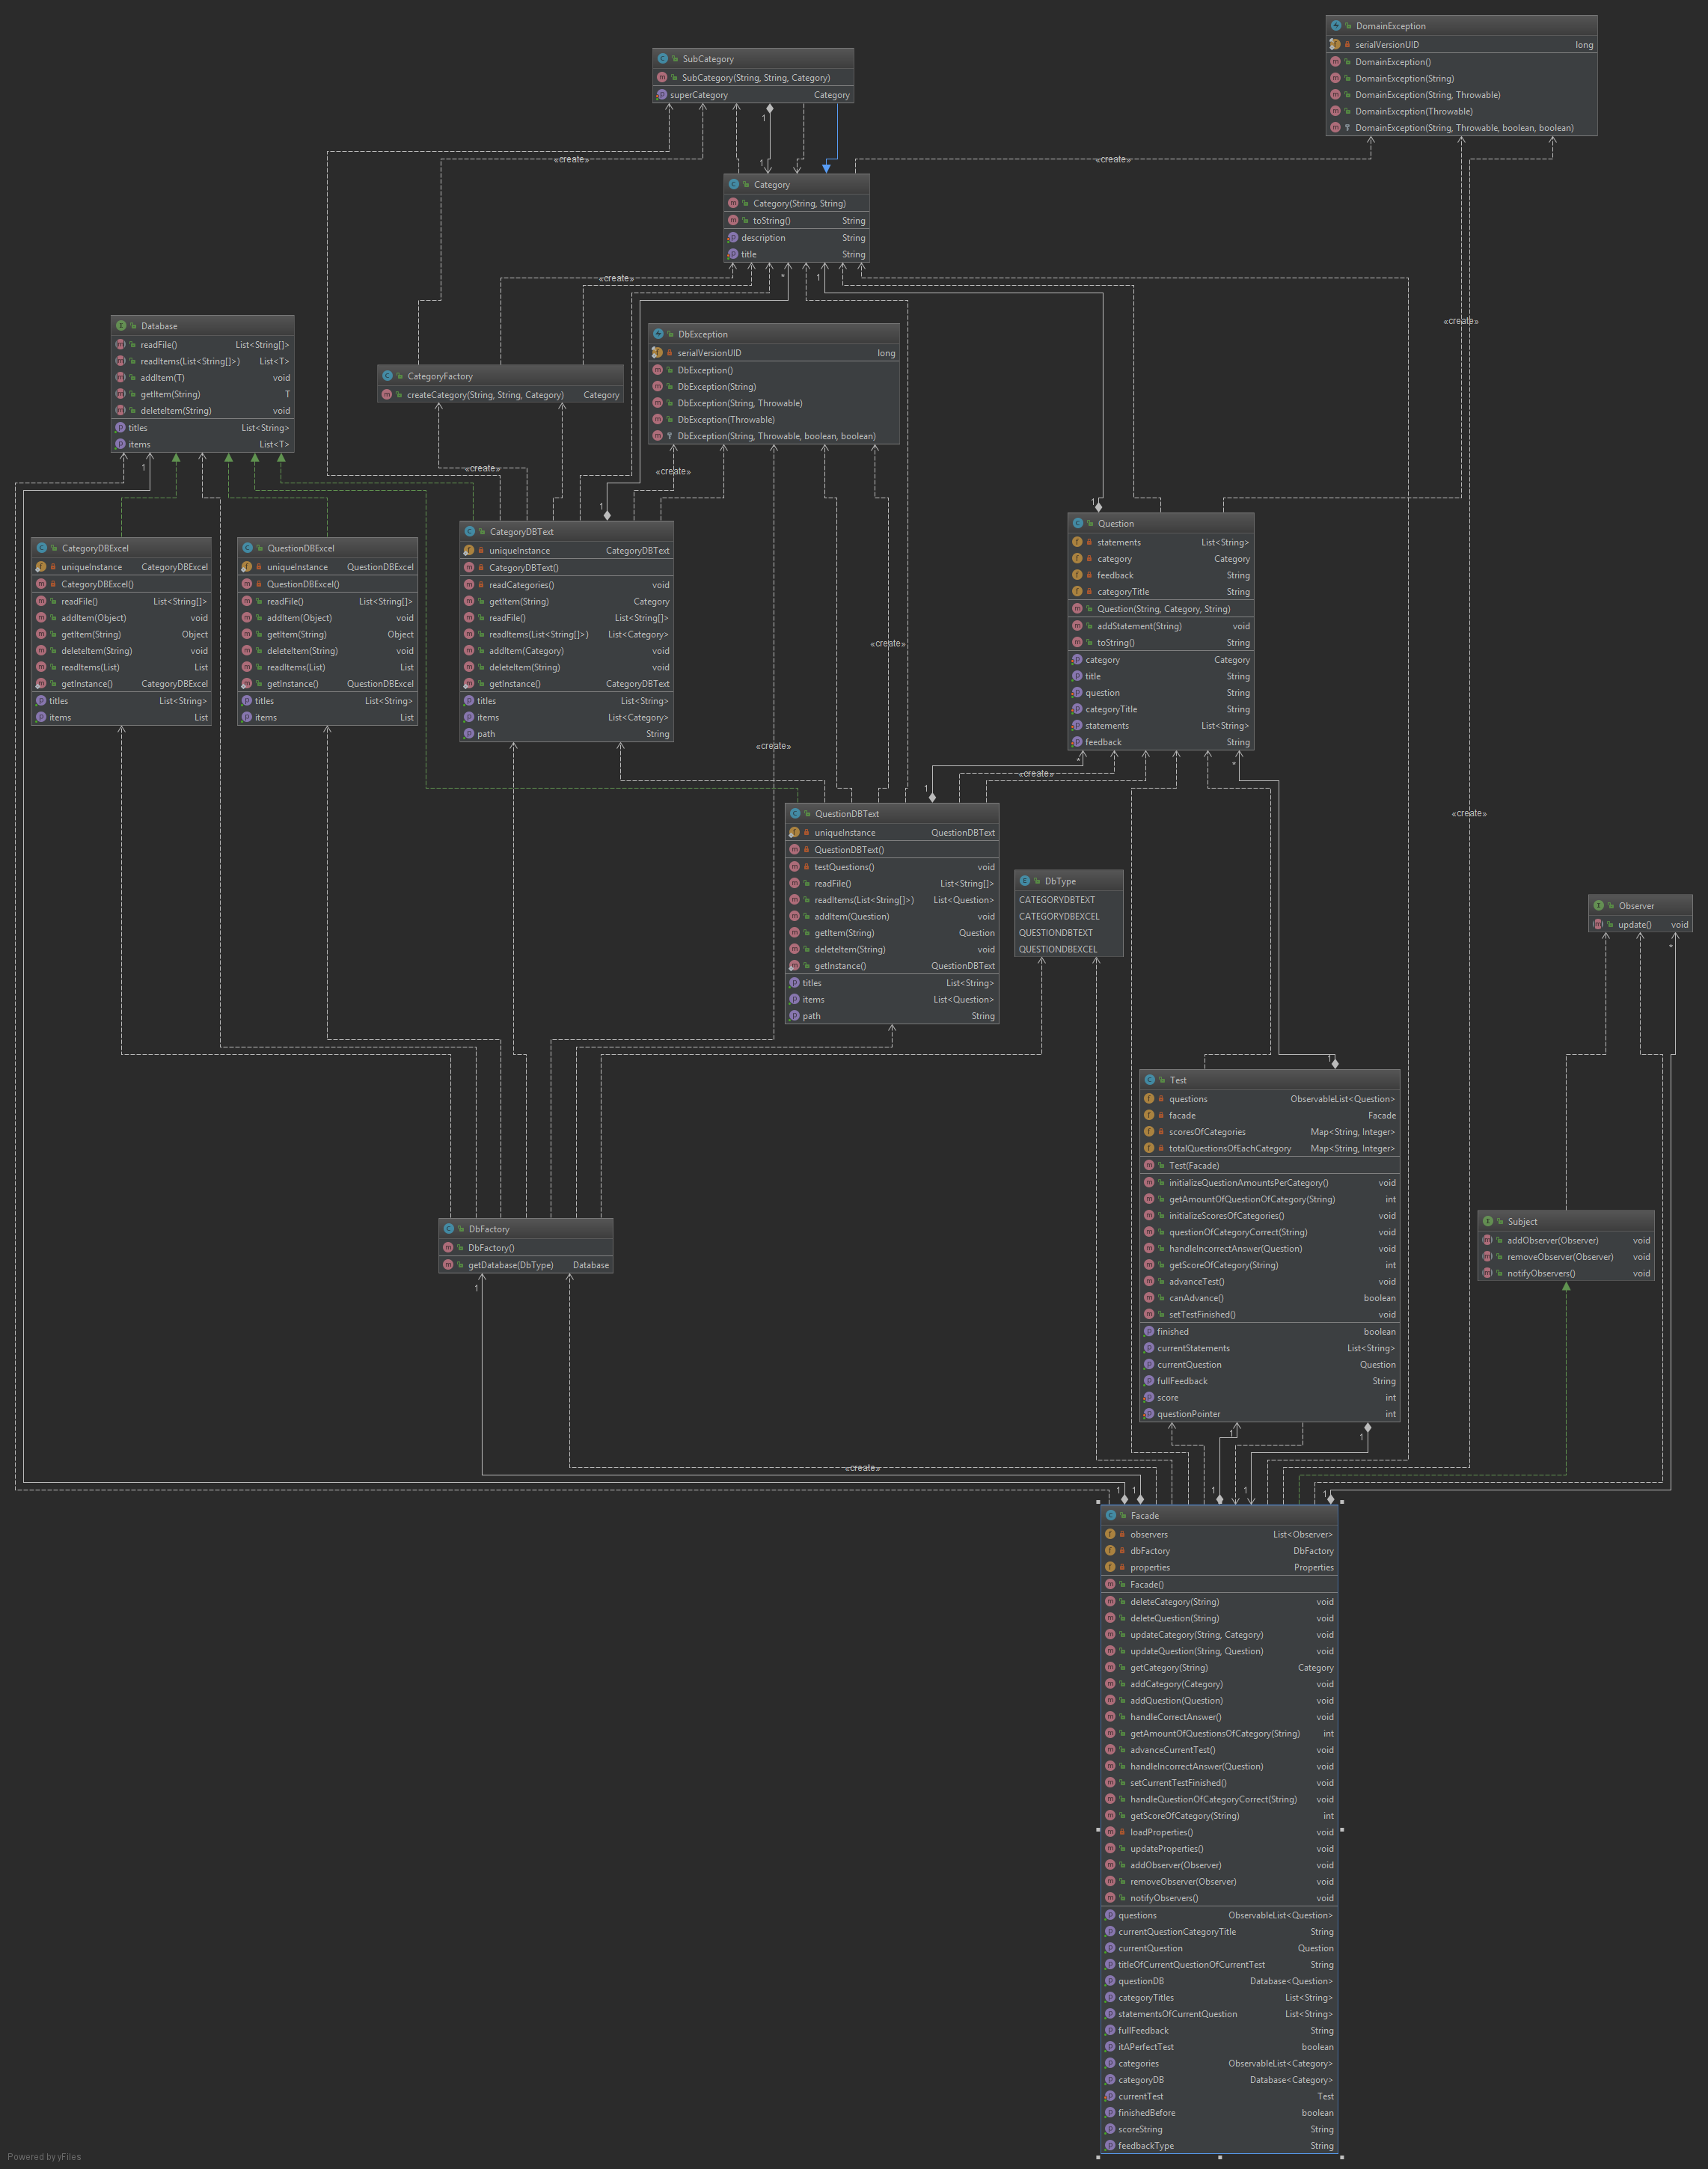 DomainException
serialVersionUID long
DomainException()
DomainException(String)
DomainException(String, Throwable)
DomainException(Throwable)
DomainException(String, Throwable, boolean, boolean)
SubCategory
SubCategory(String, String, Category)
superCategory Category
1
1
«create»
«create»
Category
Category(String, String)
toString() String
description String
title String
«create»
*
1
«create»
Database
readFile() List<String[]>
readItems(List<String[]>) List<T>
addItem(T) void
getItem(String) T
deleteItem(String) void
titles List<String>
items List<T>
DbException
serialVersionUID long
DbException()
DbException(String)
DbException(String, Throwable)
DbException(Throwable)
DbException(String, Throwable, boolean, boolean)
CategoryFactory
createCategory(String, String, Category) Category
1
«create»
«create»
1
1
CategoryDBExcel
uniqueInstance CategoryDBExcel
CategoryDBExcel()
readFile() List<String[]>
addItem(Object) void
getItem(String) Object
deleteItem(String) void
readItems(List) List
getInstance() CategoryDBExcel
titles List<String>
items List
QuestionDBExcel
uniqueInstance QuestionDBExcel
QuestionDBExcel()
readFile() List<String[]>
addItem(Object) void
getItem(String) Object
deleteItem(String) void
readItems(List) List
getInstance() QuestionDBExcel
titles List<String>
items List
CategoryDBText
uniqueInstance CategoryDBText
CategoryDBText()
readCategories() void
getItem(String) Category
readFile() List<String[]>
readItems(List<String[]>) List<Category>
addItem(Category) void
deleteItem(String) void
getInstance() CategoryDBText
titles List<String>
items List<Category>
path String
Question
statements List<String>
category Category
feedback String
categoryTitle String
Question(String, Category, String)
addStatement(String) void
toString() String
category Category
title String
question String
categoryTitle String
statements List<String>
feedback String
«create»
«create»
*
*
«create»
1
«create»
QuestionDBText
uniqueInstance QuestionDBText
QuestionDBText()
testQuestions() void
readFile() List<String[]>
readItems(List<String[]>) List<Question>
addItem(Question) void
getItem(String) Question
deleteItem(String) void
getInstance() QuestionDBText
titles List<String>
items List<Question>
path String
DbType
CATEGORYDBTEXT
CATEGORYDBEXCEL
QUESTIONDBTEXT
QUESTIONDBEXCEL
Observer
update() void
*
1
Test
questions ObservableList<Question>
facade Facade
scoresOfCategories Map<String, Integer>
totalQuestionsOfEachCategory Map<String, Integer>
Test(Facade)
initializeQuestionAmountsPerCategory() void
getAmountOfQuestionOfCategory(String) int
initializeScoresOfCategories() void
questionOfCategoryCorrect(String) void
handleIncorrectAnswer(Question) void
getScoreOfCategory(String) int
advanceTest() void
canAdvance() boolean
setTestFinished() void
finished boolean
currentStatements List<String>
currentQuestion Question
fullFeedback String
score int
questionPointer int
DbFactory
DbFactory()
getDatabase(DbType) Database
1
Subject
addObserver(Observer) void
removeObserver(Observer) void
notifyObservers() void
1
1
«create»
1
1
1
1
1
Facade
observers List<Observer>
dbFactory DbFactory
properties Properties
Facade()
deleteCategory(String) void
deleteQuestion(String) void
updateCategory(String, Category) void
updateQuestion(String, Question) void
getCategory(String) Category
addCategory(Category) void
addQuestion(Question) void
handleCorrectAnswer() void
getAmountOfQuestionsOfCategory(String) int
advanceCurrentTest() void
handleIncorrectAnswer(Question) void
setCurrentTestFinished() void
handleQuestionOfCategoryCorrect(String) void
getScoreOfCategory(String) int
loadProperties() void
updateProperties() void
addObserver(Observer) void
removeObserver(Observer) void
notifyObservers() void
questions ObservableList<Question>
currentQuestionCategoryTitle String
currentQuestion Question
titleOfCurrentQuestionOfCurrentTest String
questionDB Database<Question>
categoryTitles List<String>
statementsOfCurrentQuestion List<String>
fullFeedback String
itAPerfectTest boolean
categories ObservableList<Category>
categoryDB Database<Category>
currentTest Test
finishedBefore boolean
scoreString String
feedbackType String
Powered by yFiles